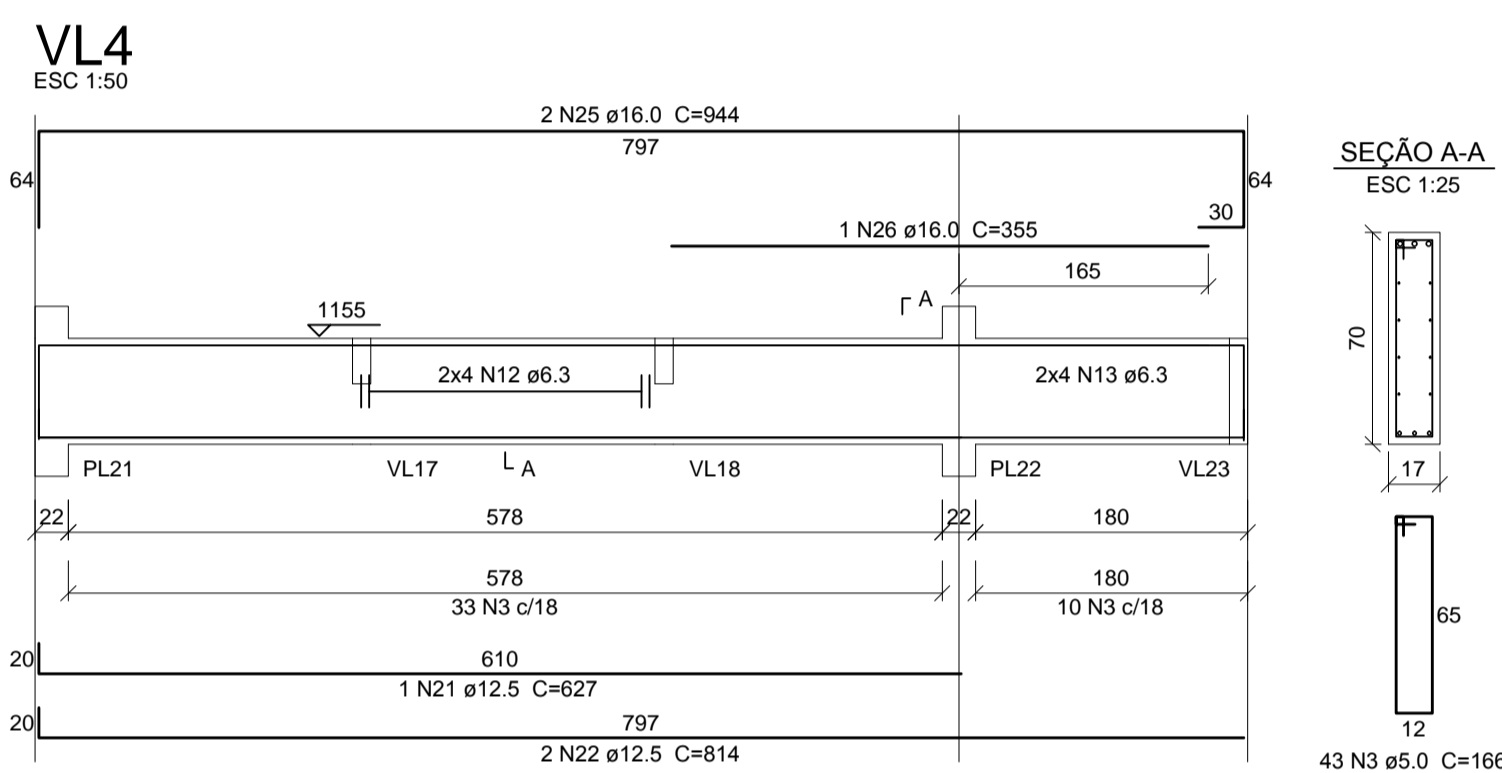 VL4
ESC 1:50
2 N25 ø16.0 C=944
797
64
64
30
1 N26 ø16.0 C=355
165
A
1155
2x4 N12 ø6.3
2x4 N13 ø6.3
PL21
VL17
A
VL18
PL22
VL23
22
578
22
180
578
180
33 N3 c/18
10 N3 c/18
20
610
1 N21 ø12.5 C=627
20
797
2 N22 ø12.5 C=814
SEÇÃO A-A
ESC 1:25
70
17
65
12
43 N3 ø5.0 C=166